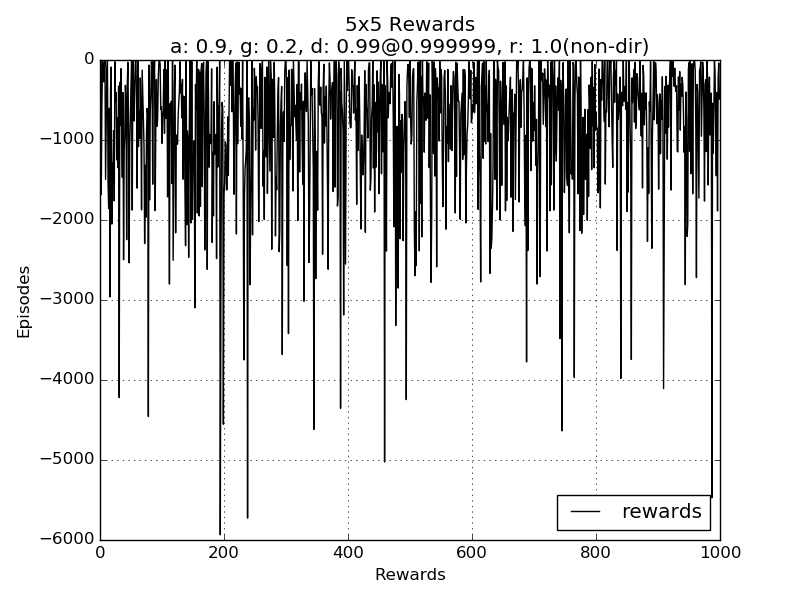 5x5 Rewards
a: 0.9, g: 0.2, d: 0.99@0.999999, r: 1.0(non-dir)
0
−1000
−2000
−3000
−4000
−5000
−6000
Episodes
rewards
0 200 400 600 800 1000
Rewards